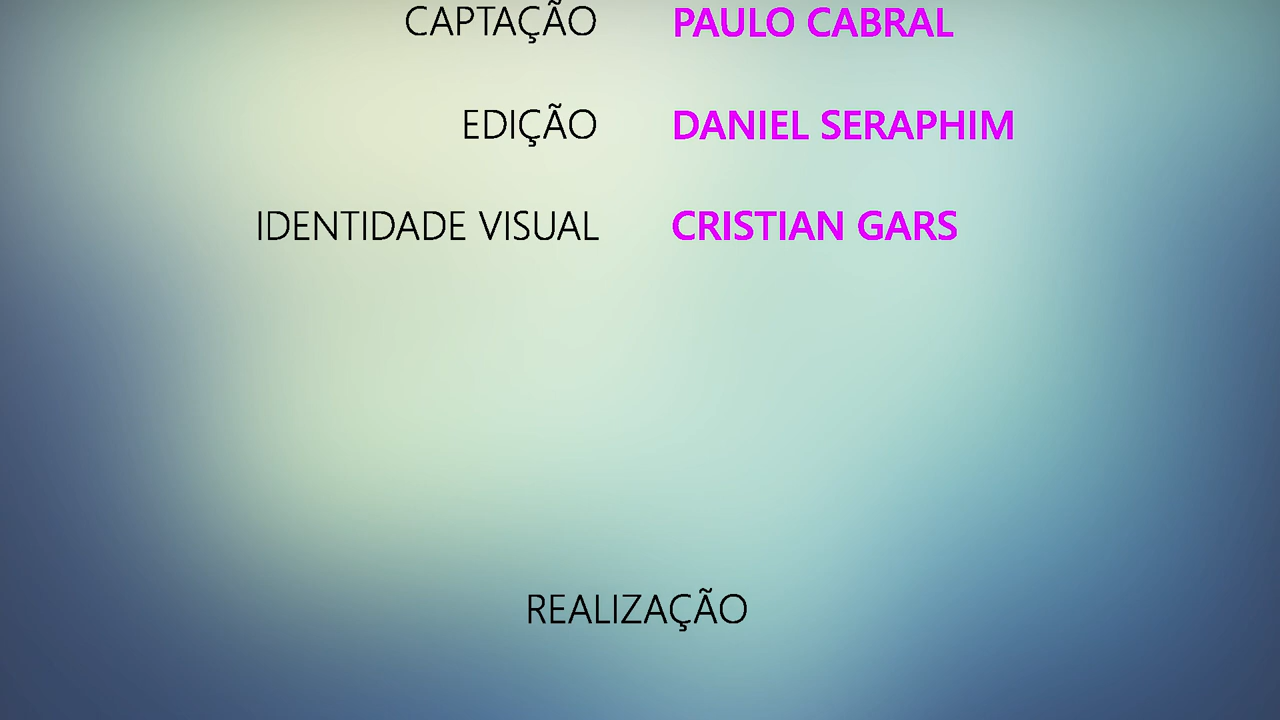 CAPTAÇÃO PAULO CABRAL
EDIÇÃO DANIEL SERAPHIM
IDENTIDADE VISUAL CRISTIAN GARS
REALIZAÇÃO